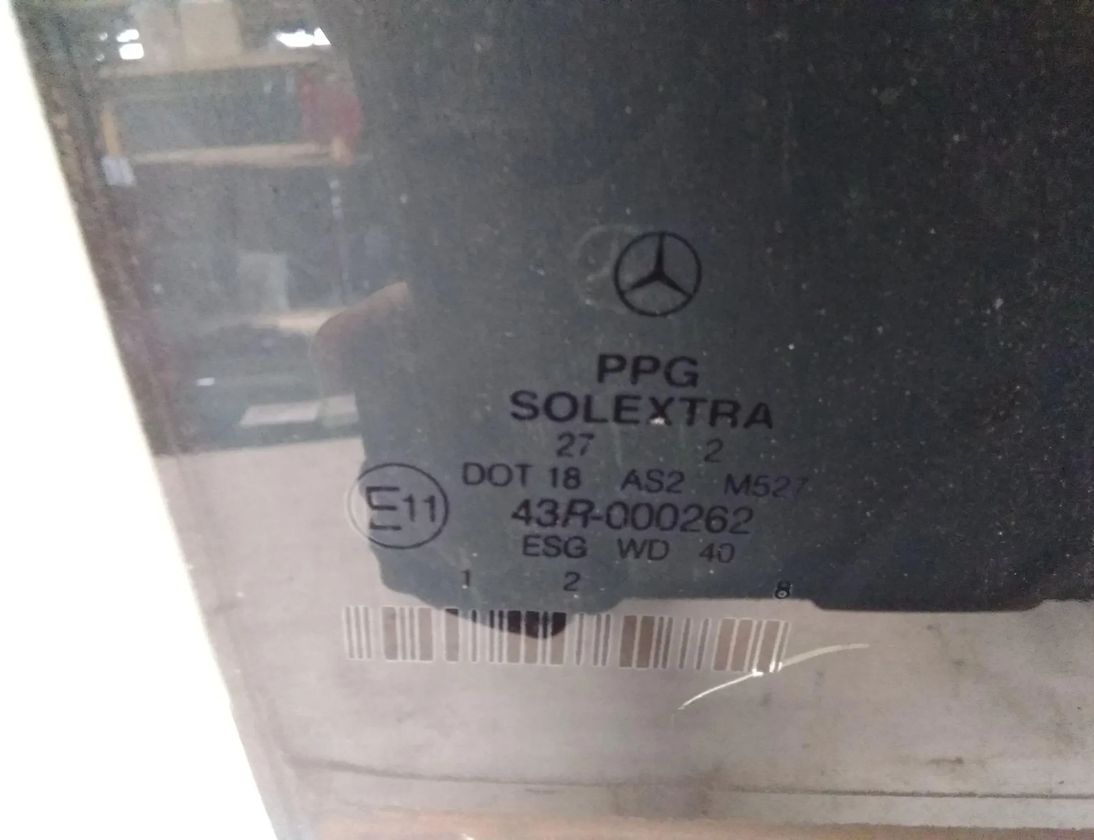 PPG
SOLEXTRA
27 2
DOT 18 AS2 M527
E11
43R-000262
ESG WD 40
1 2 8